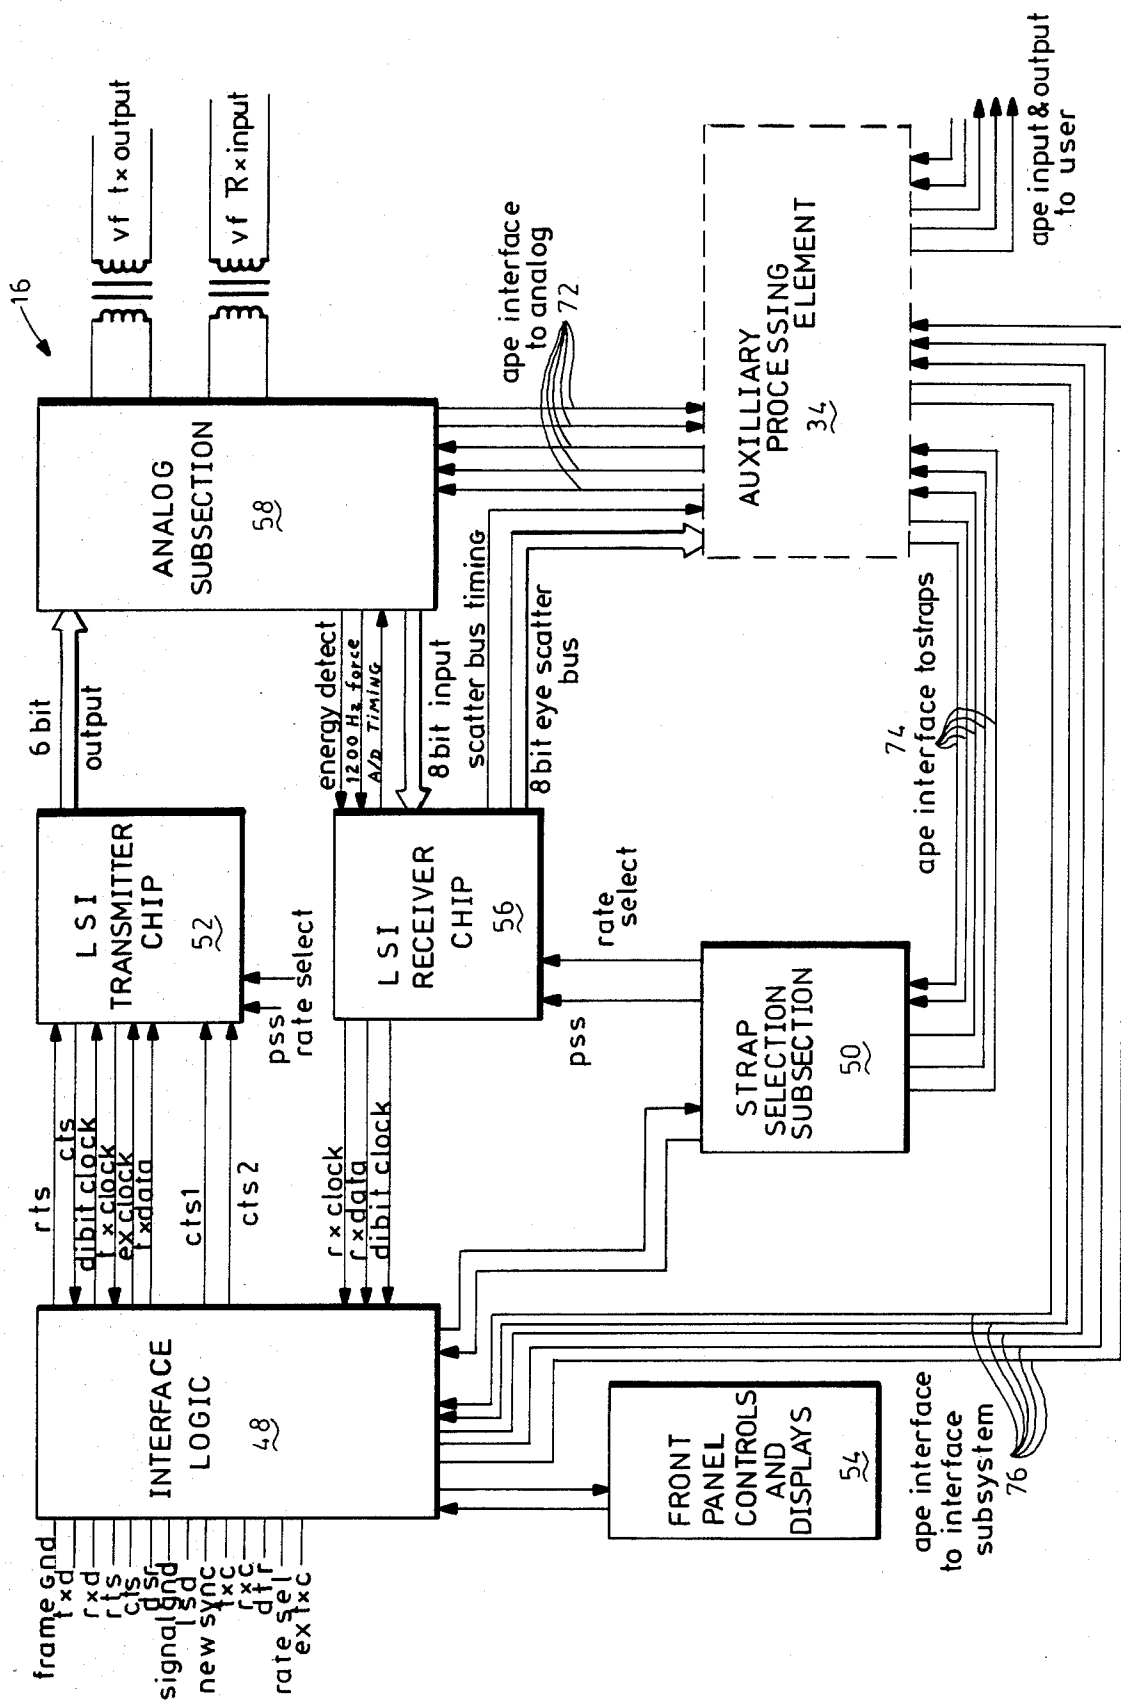 16
frame gnd
txd
rxd
rts
cts
dsr
signal gnd
lsd
new sync
txc
rxc
dtr
rate sel
ex txc
INTERFACE
LOGIC
48
rts
cts
dibit clock
tx clock
ex clock
txdata
cts1
cts2
rx clock
rxdata
dibit clock
LSI
TRANSMITTER
CHIP
52
pss
rate select
6 bit
output
ANALOG
SUBSECTION
58
vf tx output
vf Rx input
energy detect
1200 Hz force
A/D TIMING
8 bit input
LSI
RECEIVER
CHIP
56
scatter bus timing
8 bit eye scatter
bus
pss
rate
select
ape interface
to analog
72
STRAP
SELECTION
SUBSECTION
50
AUXILLIARY
PROCESSING
ELEMENT
34
74
ape interface to straps
FRONT
PANEL
CONTROLS
AND
DISPLAYS
54
ape interface
to interface
subsystem
76
ape input & output
to user